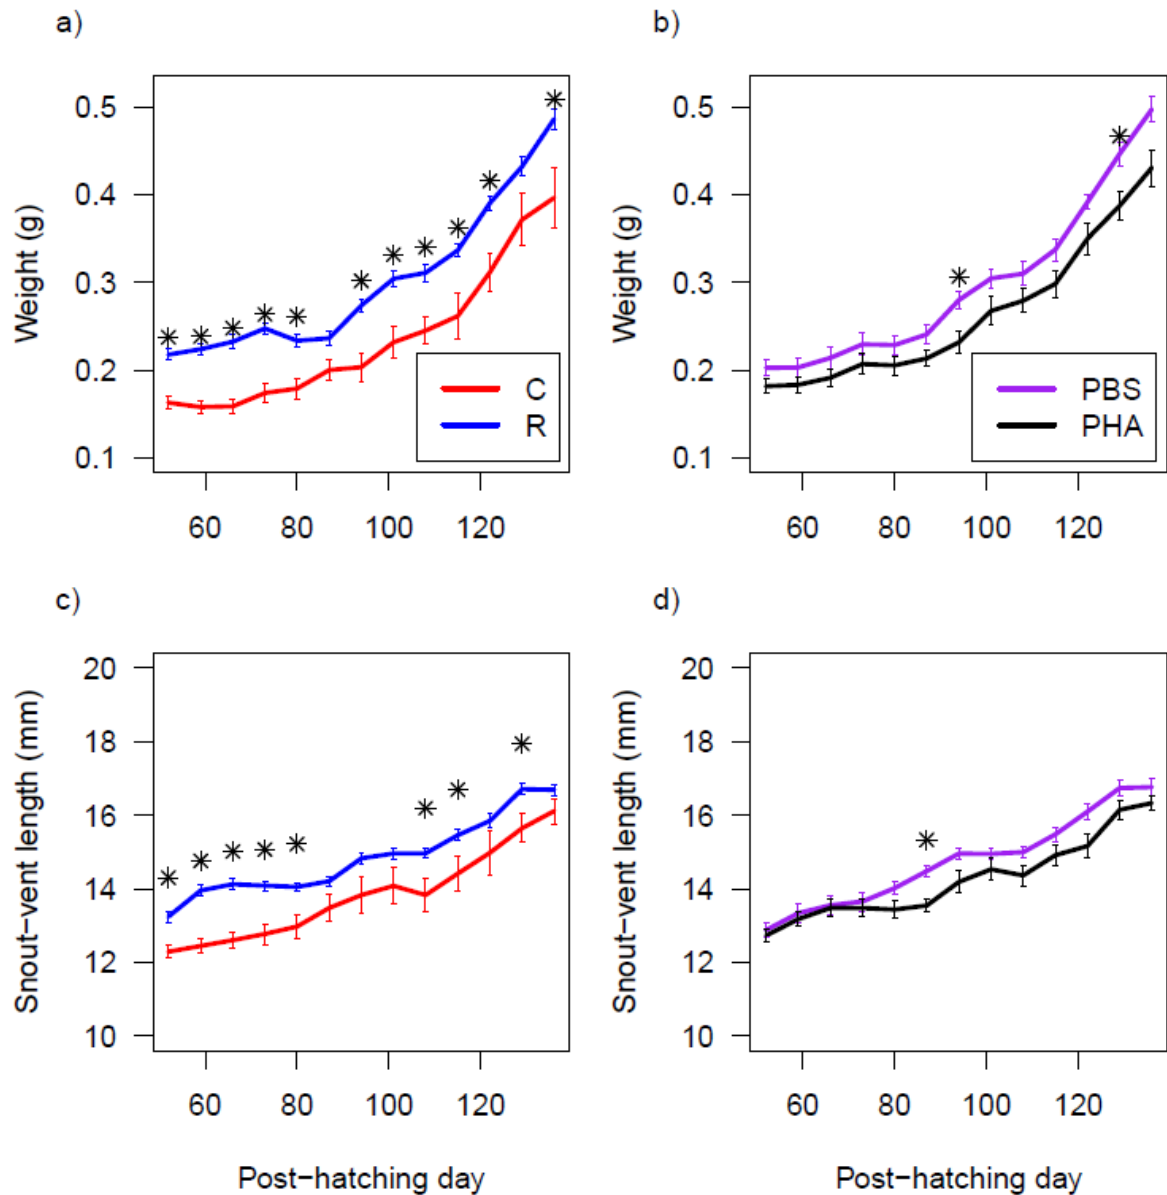 a)
b)
Weight (g)
0.5
0.4
0.3
0.2
0.1
60
80
100
120
C
R
Weight (g)
0.5
0.4
0.3
0.2
0.1
60
80
100
120
PBS
PHA
c)
d)
Snout−vent length (mm)
20
18
16
14
12
10
60
80
100
120
Post−hatching day
Snout−vent length (mm)
20
18
16
14
12
10
60
80
100
120
Post−hatching day